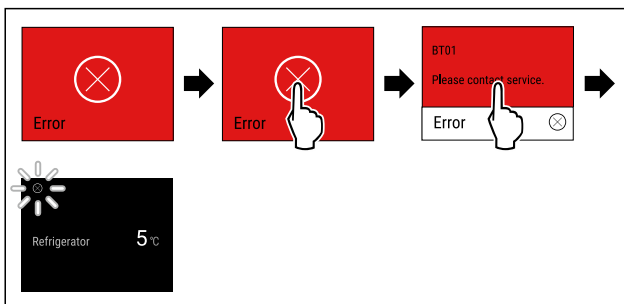 Error
Error
BT01
Please contact service.
Error
Refrigerator 5 °C